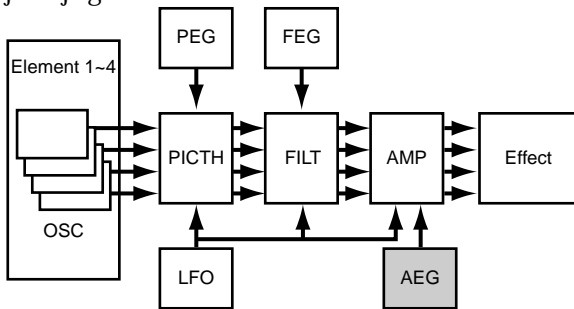 PEG
FEG
Element 1~4
PICTH
FILT
AMP
Effect
OSC
LFO
AEG